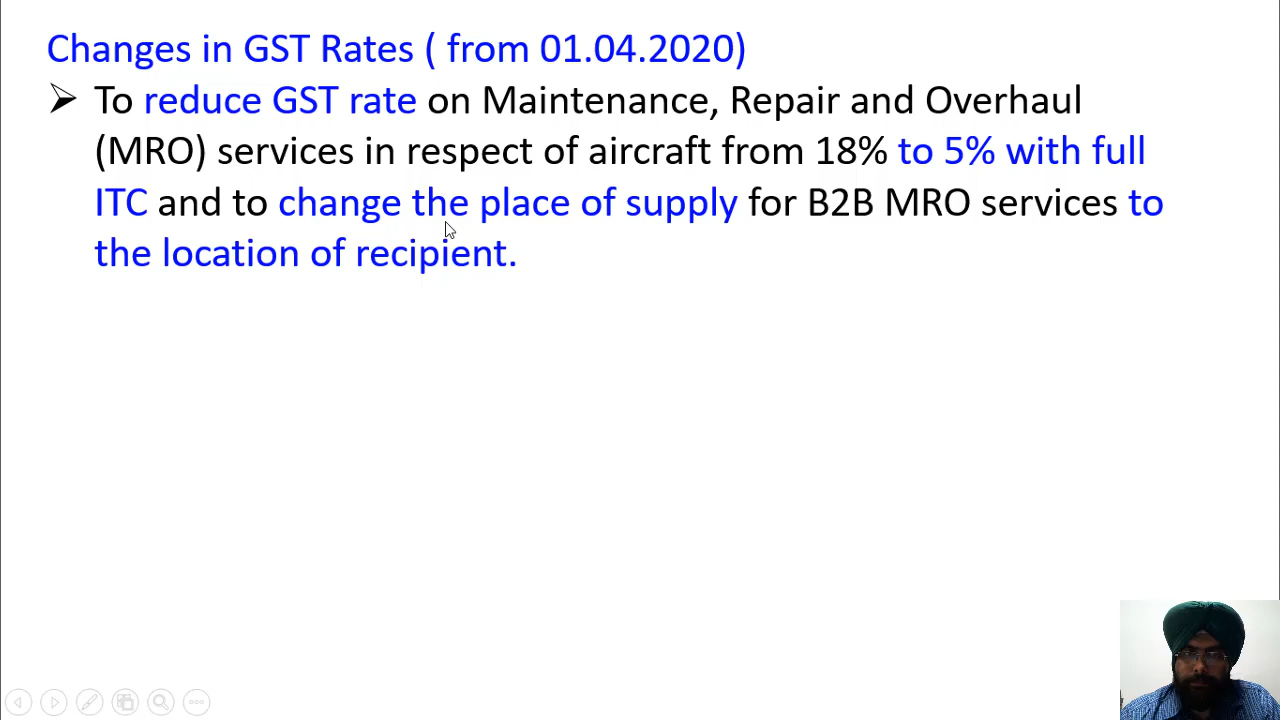 Changes in GST Rates ( from 01.04.2020)
➢ To reduce GST rate on Maintenance, Repair and Overhaul
(MRO) services in respect of aircraft from 18% to 5% with full
ITC and to change the place of supply for B2B MRO services to
the location of recipient.